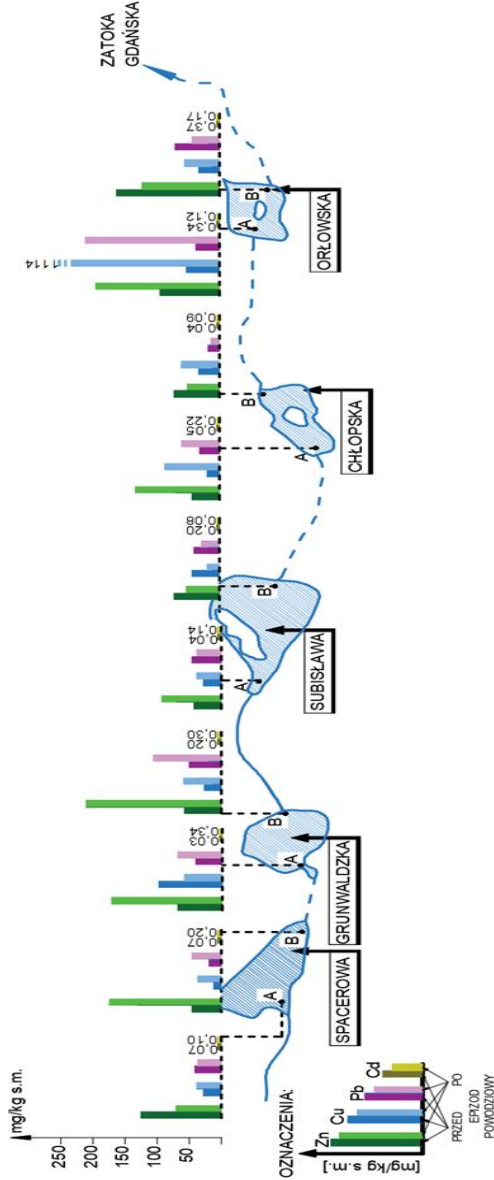 mg/kg s.m.
250
200
150
100
50
1114
0,07 0,10
0,07 0,20
0,03 0,34
0,20 0,30
0,04 0,14
0,20 0,08
0,05 0,22
0,04 0,09
0,34 0,12
0,37 0,17
ZATOKA
GDAŃSKA
A
B
A
B
A
B
A
B
A
B
SPACEROWA
GRUNWALDZKA
SUBISŁAWA
CHŁOPSKA
ORŁOWSKA
OZNACZENIA:
[mg/kg s.m.]
Zn
Cu
Pb
Cd
PRZED PO
POWODZIOWY